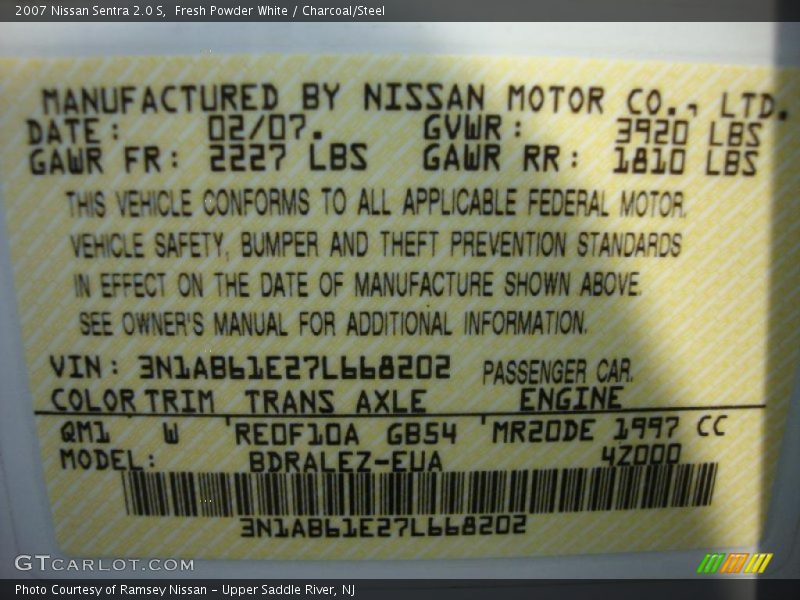 2007 Nissan Sentra 2.0 S,  Fresh Powder White / Charcoal/Steel
MANUFACTURED BY NISSAN MOTOR CO., LTD.
DATE: 02/07. GVWR: 3920 LBS
GAWR FR: 2227 LBS GAWR RR: 1810 LBS
THIS VEHICLE CONFORMS TO ALL APPLICABLE FEDERAL MOTOR.
VEHICLE SAFETY, BUMPER AND THEFT PREVENTION STANDARDS
IN EFFECT ON THE DATE OF MANUFACTURE SHOWN ABOVE.
SEE OWNER'S MANUAL FOR ADDITIONAL INFORMATION.
VIN: 3N1AB61E27L668202 PASSENGER CAR.
COLOR TRIM TRANS AXLE ENGINE
QM1 W 'RE0F10A GB54 'MR20DE 1997 CC
MODEL: BDRALEZ-EUA 4Z000
3N1AB61E27L668202
GTCARLOT.COM
Photo Courtesy of Ramsey Nissan - Upper Saddle River, NJ